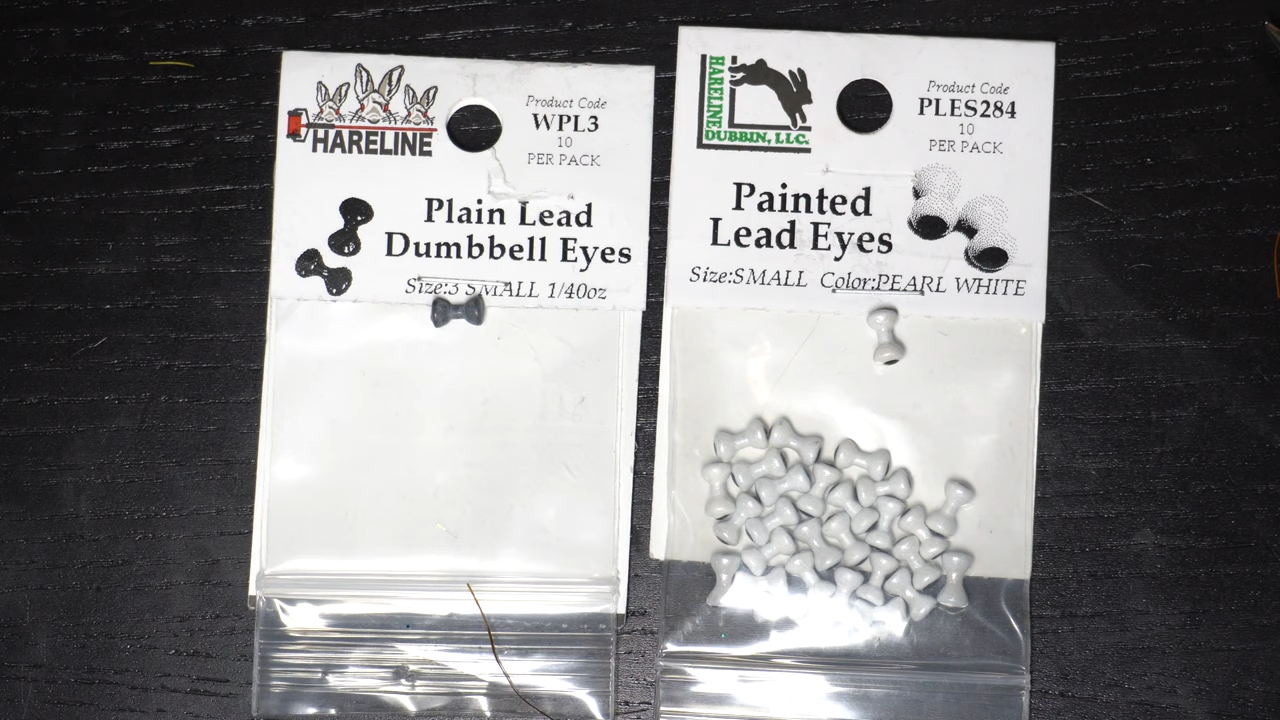 HARELINE
Product Code
WPL3
10
PER PACK
Plain Lead
Dumbbell Eyes
Size:3 SMALL 1/40oz
HARELINE
DUBBIN, LLC.
Product Code
PLES284
10
PER PACK
Painted
Lead Eyes
Size:SMALL Color:PEARL WHITE